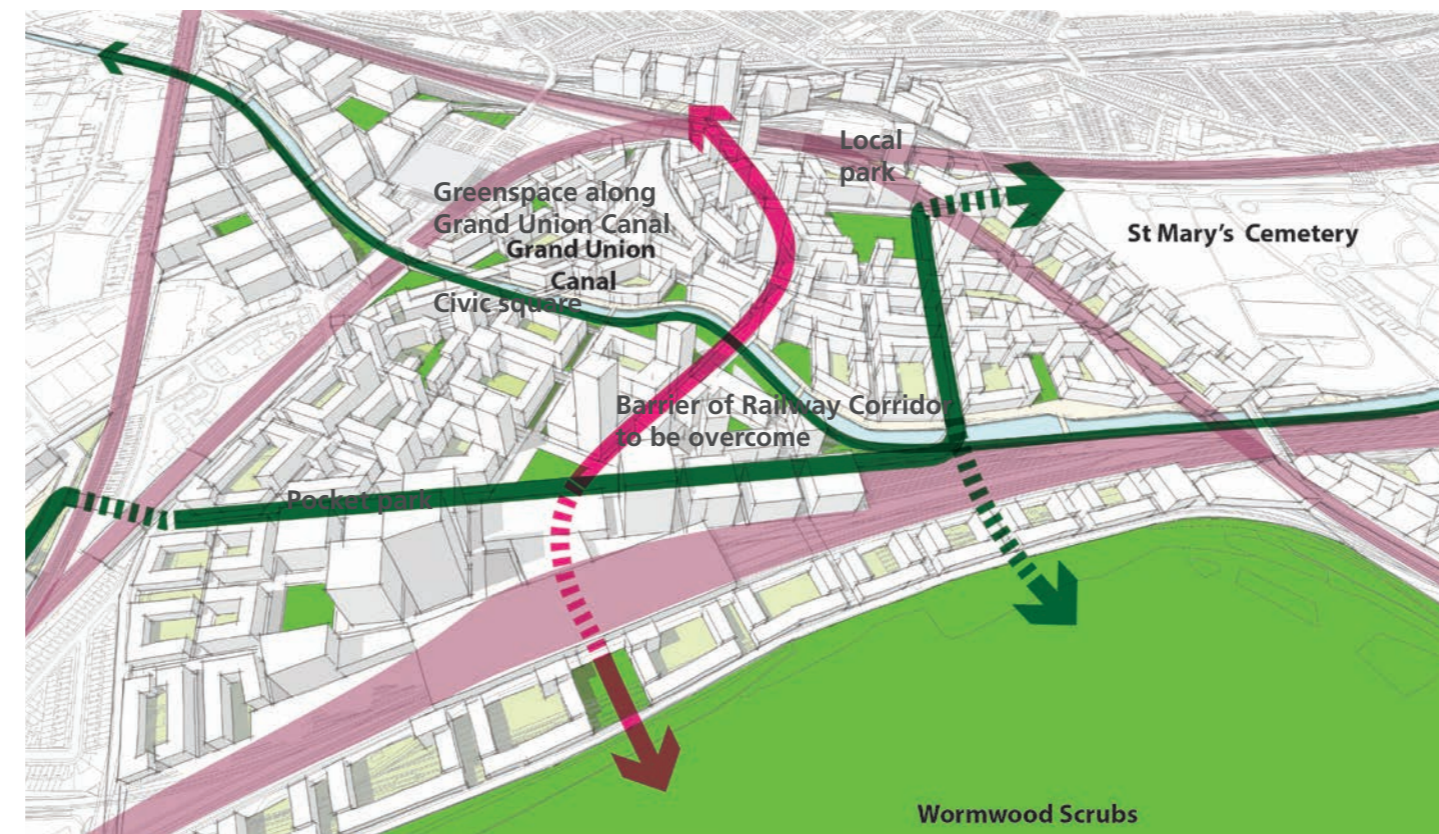 Local
park
Greenspace along
Grand Union Canal
Grand Union
Canal
St Mary's Cemetery
Civic square
Barrier of Railway Corridor
to be overcome
Pocket park
Wormwood Scrubs